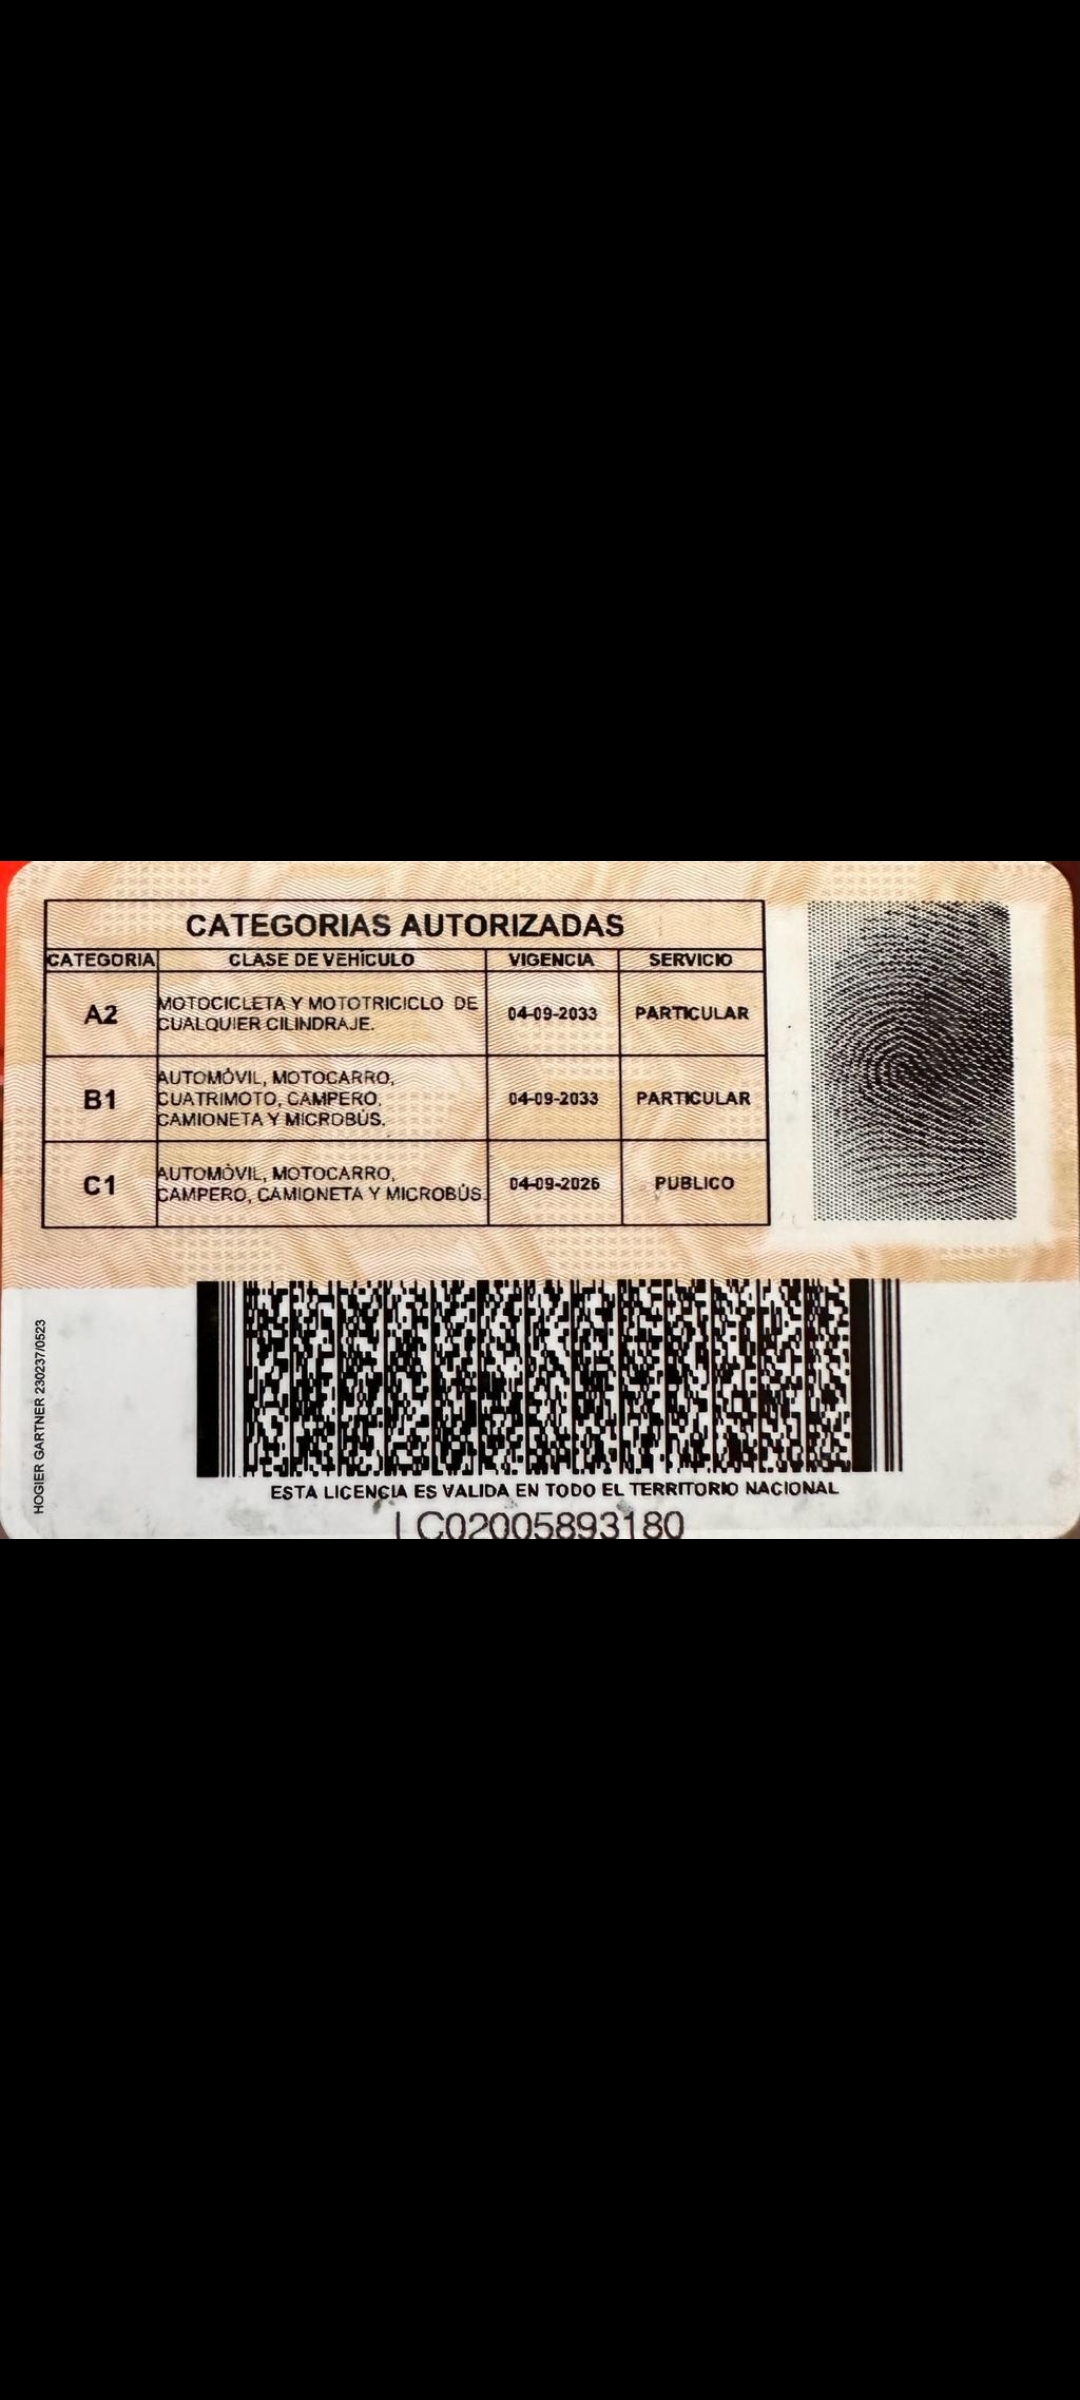 CATEGORIAS AUTORIZADAS
CATEGORIA CLASE DE VEHÍCULO VIGENCIA SERVICIO
A2 MOTOCICLETA Y MOTOTRICICLO DE CUALQUIER CILINDRAJE. 04-09-2033 PARTICULAR
B1 AUTOMÓVIL, MOTOCARRO, CUATRIMOTO, CAMPERO, CAMIONETA Y MICROBÚS. 04-09-2033 PARTICULAR
C1 AUTOMÓVIL, MOTOCARRO, CAMPERO, CAMIONETA Y MICROBÚS. 04-09-2026 PUBLICO
HOGIER GARTNER 230237/0523
ESTA LICENCIA ES VALIDA EN TODO EL TERRITORIO NACIONAL
LC02005893180